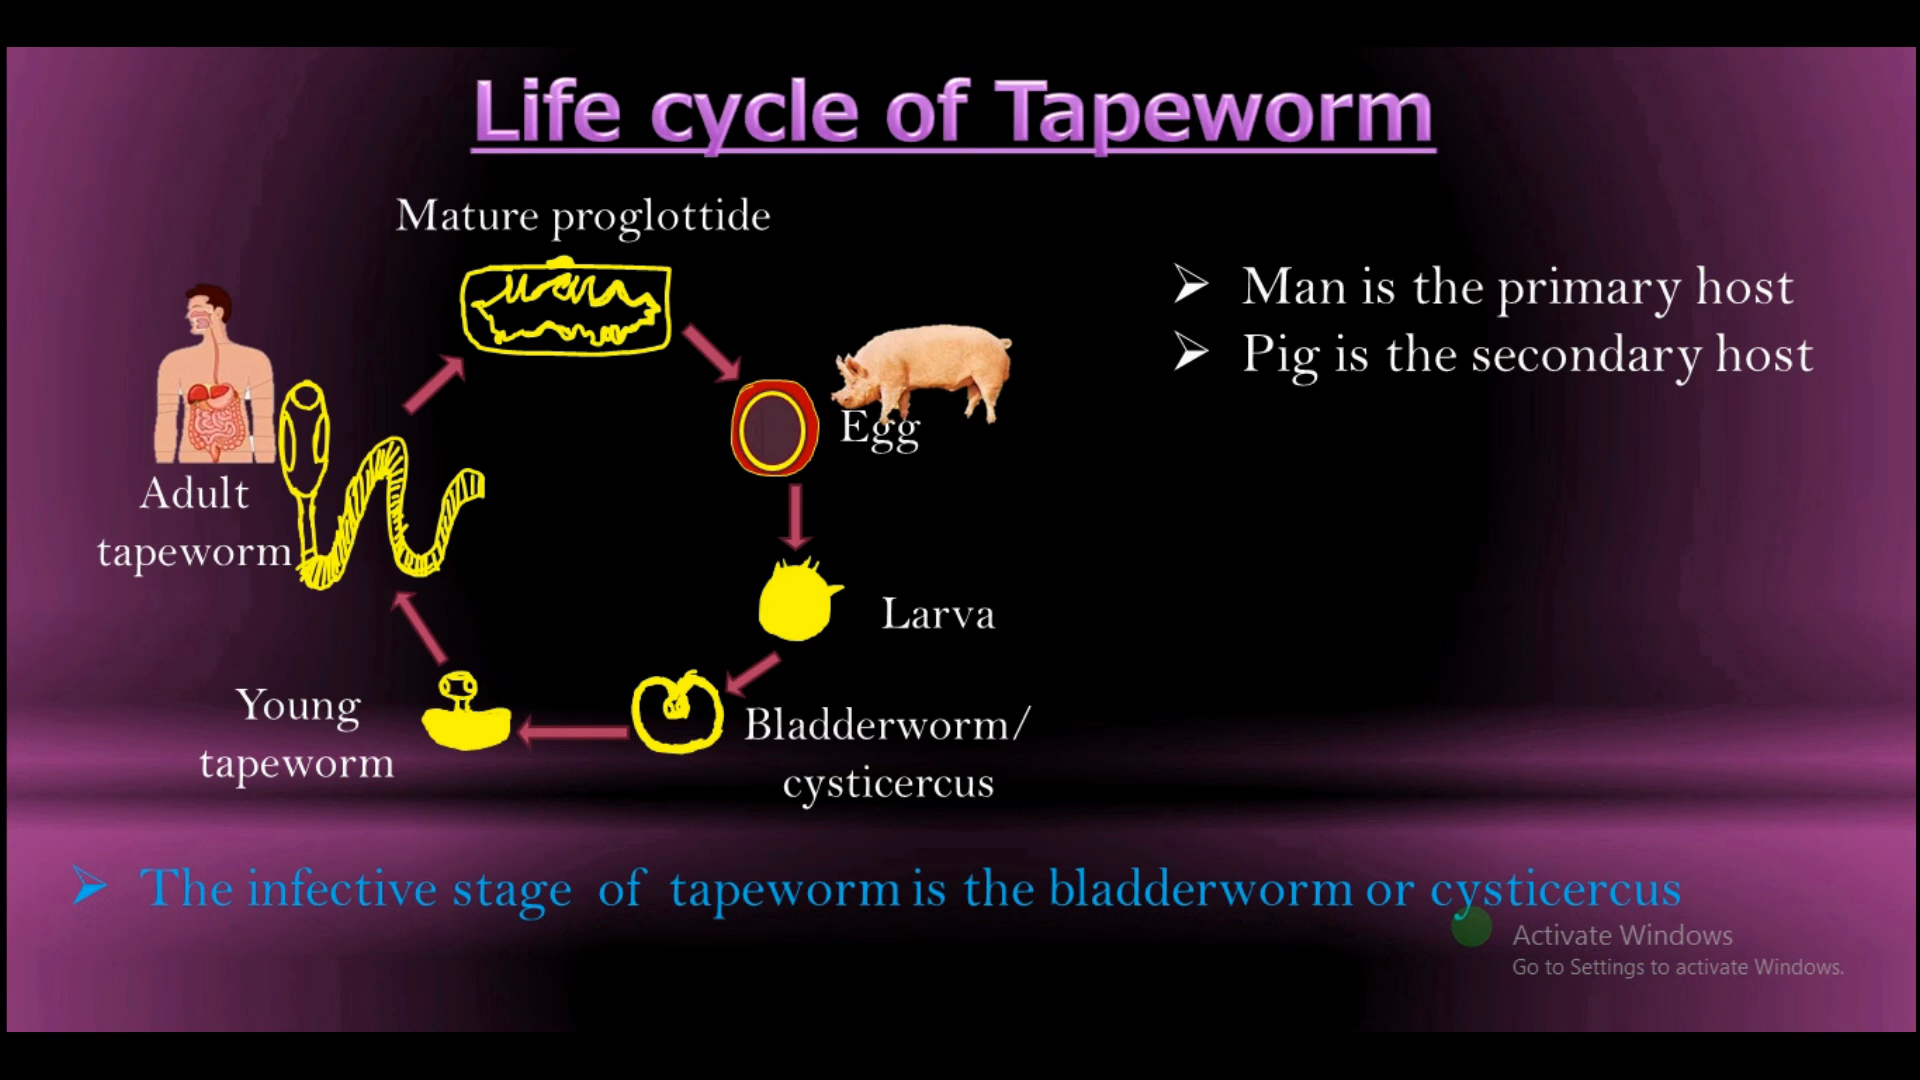 Life cycle of Tapeworm
Mature proglottide
➢ Man is the primary host
➢ Pig is the secondary host
Egg
Adult
tapeworm
Larva
Young
tapeworm
Bladderworm/
cysticercus
➢ The infective stage of tapeworm is the bladderworm or cysticercus
Activate Windows
Go to Settings to activate Windows.